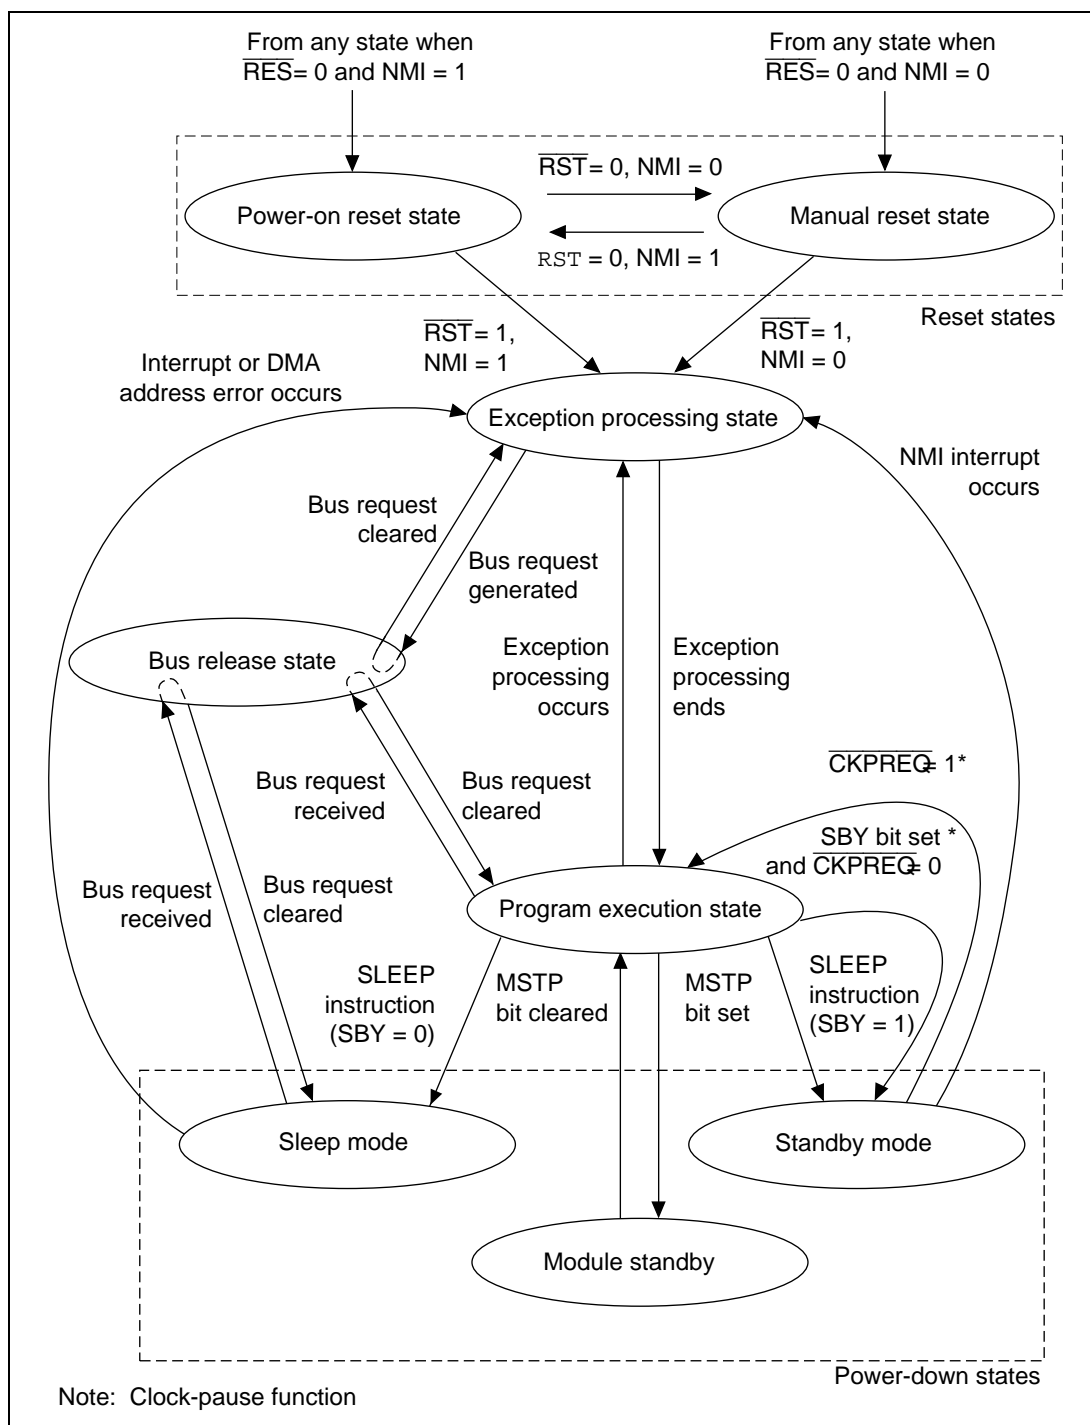 From any state when
RES= 0 and NMI = 1
From any state when
RES= 0 and NMI = 0
RST= 0, NMI = 0
Power-on reset state
Manual reset state
RST = 0, NMI = 1
Reset states
RST= 1,
NMI = 1
RST= 1,
NMI = 0
Interrupt or DMA
address error occurs
Exception processing state
NMI interrupt
occurs
Bus request
cleared
Bus request
generated
Bus release state
Exception
processing
occurs
Exception
processing
ends
Bus request
received
Bus request
cleared
CKPREQ= 1*
SBY bit set *
and CKPREQ= 0
Bus request
received
Bus request
cleared
Program execution state
SLEEP
instruction
(SBY = 0)
MSTP
bit cleared
MSTP
bit set
SLEEP
instruction
(SBY = 1)
Sleep mode
Standby mode
Module standby
Power-down states
Note: Clock-pause function